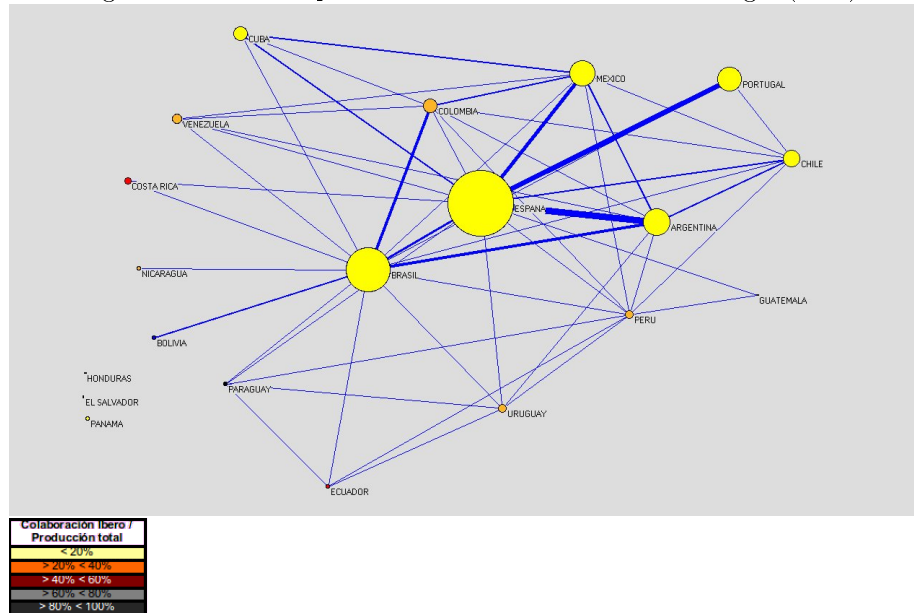 CUBA
MEXICO
PORTUGAL
COLOMBIA
VENEZUELA
CHILE
COSTA RICA
ESPANA
ARGENTINA
NICARAGUA
BRASIL
GUATEMALA
PERU
BOLIVIA
HONDURAS
PARAGUAY
EL SALVADOR
URUGUAY
PANAMA
ECUADOR
Colaboración Ibero /
Producción total
< 20%
> 20% < 40%
> 40% < 60%
> 60% < 80%
> 80% < 100%